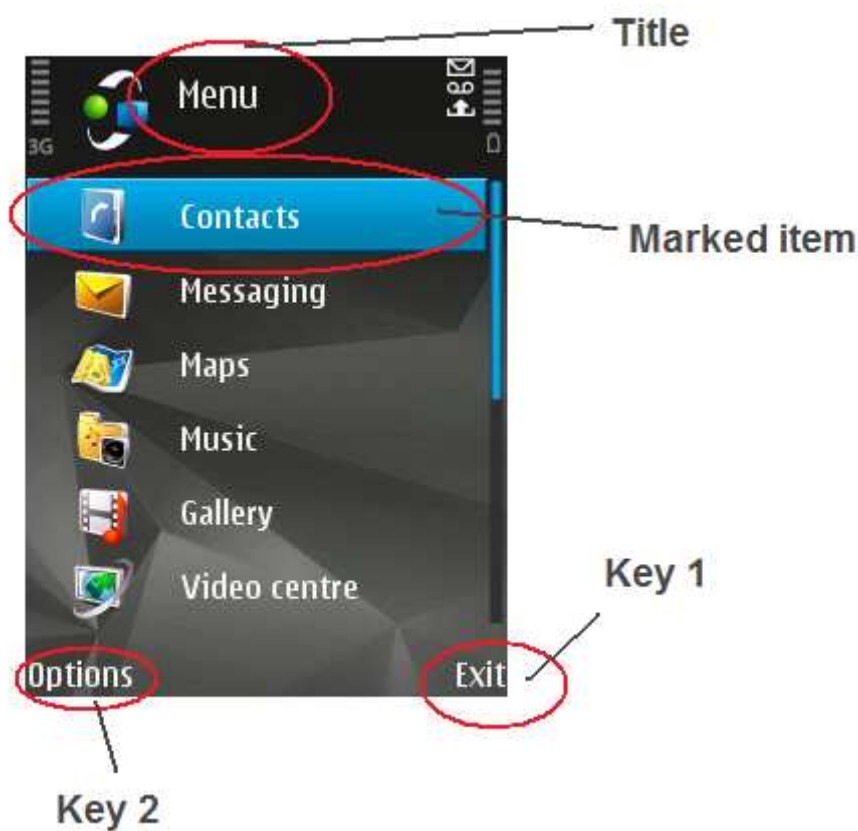 Title
Menu
3G
Contacts
Marked item
Messaging
Maps
Music
Gallery
Video centre
Key 1
Options
Exit
Key 2